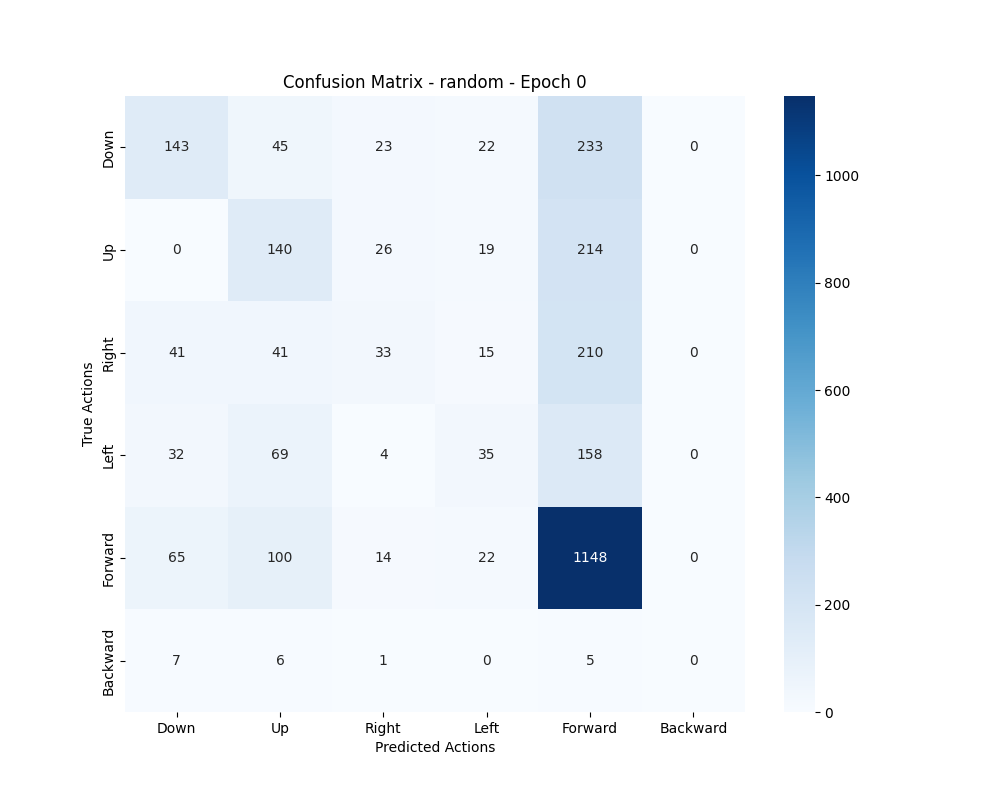 Confusion Matrix - random - Epoch 0
True Actions
Down 143 45 23 22 233 0
Up 0 140 26 19 214 0
Right 41 41 33 15 210 0
Left 32 69 4 35 158 0
Forward 65 100 14 22 1148 0
Backward 7 6 1 0 5 0
Down Up Right Left Forward Backward
Predicted Actions
1000
800
600
400
200
0